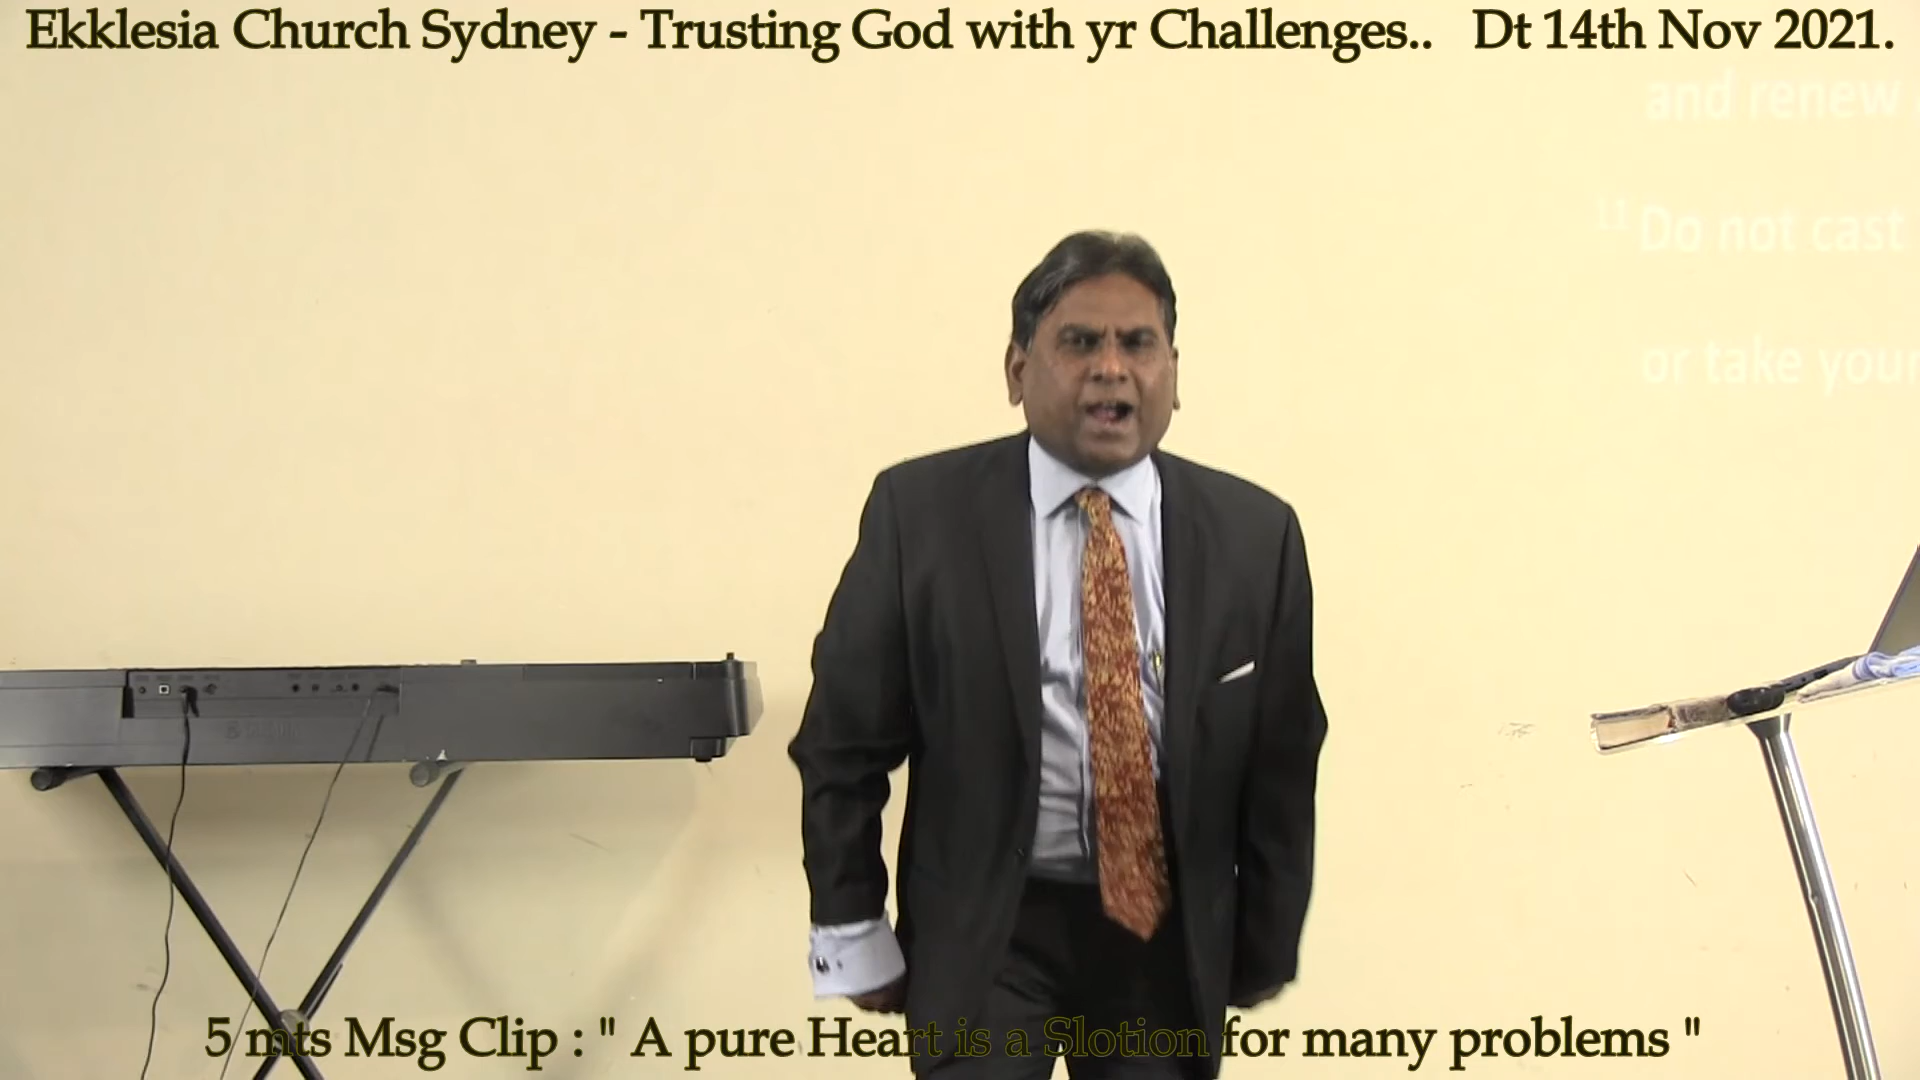 Ekklesia Church Sydney - Trusting God with yr Challenges.. Dt 14th Nov 2021.
and renew
11 Do not cast
or take your
5 mts Msg Clip : " A pure Heart is a Slotion for many problems "